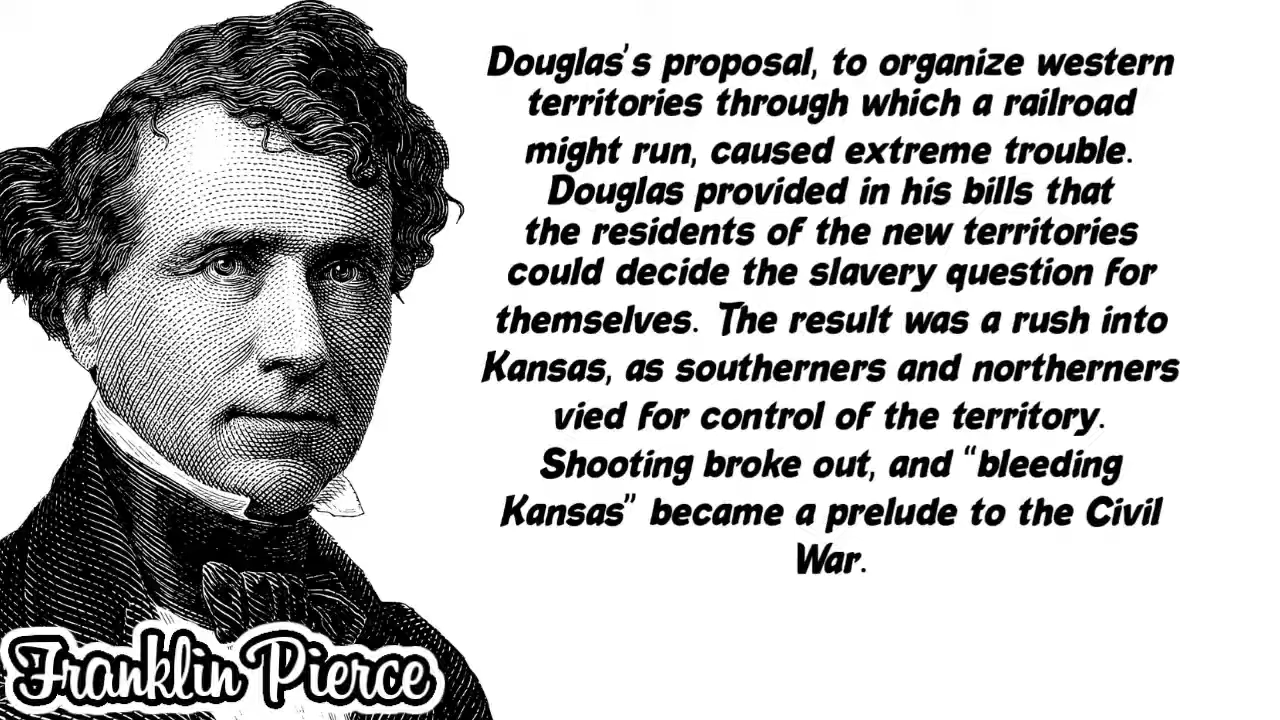 Douglas's proposal, to organize western
territories through which a railroad
might run, caused extreme trouble.
Douglas provided in his bills that
the residents of the new territories
could decide the slavery question for
themselves. The result was a rush into
Kansas, as southerners and northerners
vied for control of the territory.
Shooting broke out, and “bleeding
Kansas” became a prelude to the Civil
War.
Franklin Pierce